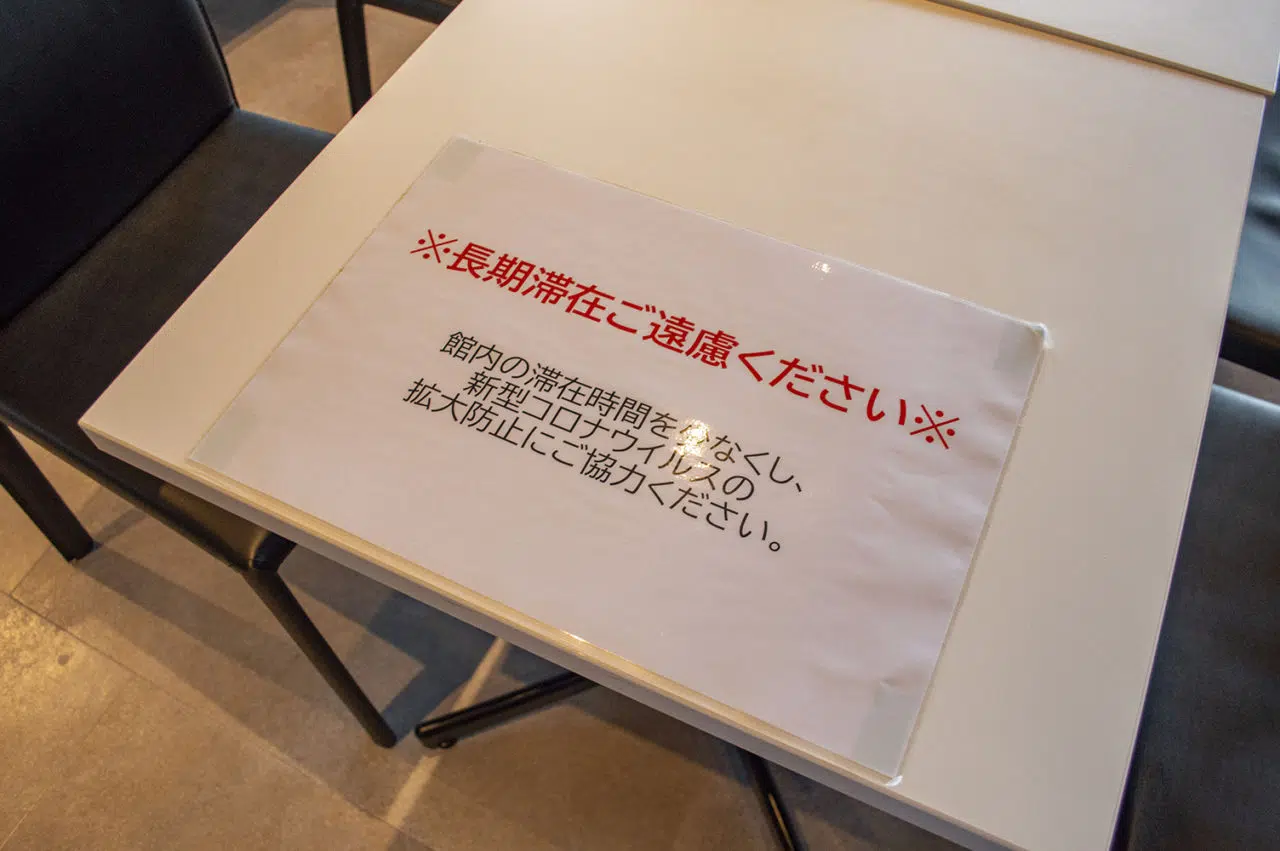 ※長期滞在ご遠慮ください※
館内の滞在時間を少なくし、
新型コロナウイルスの
拡大防止にご協力ください。